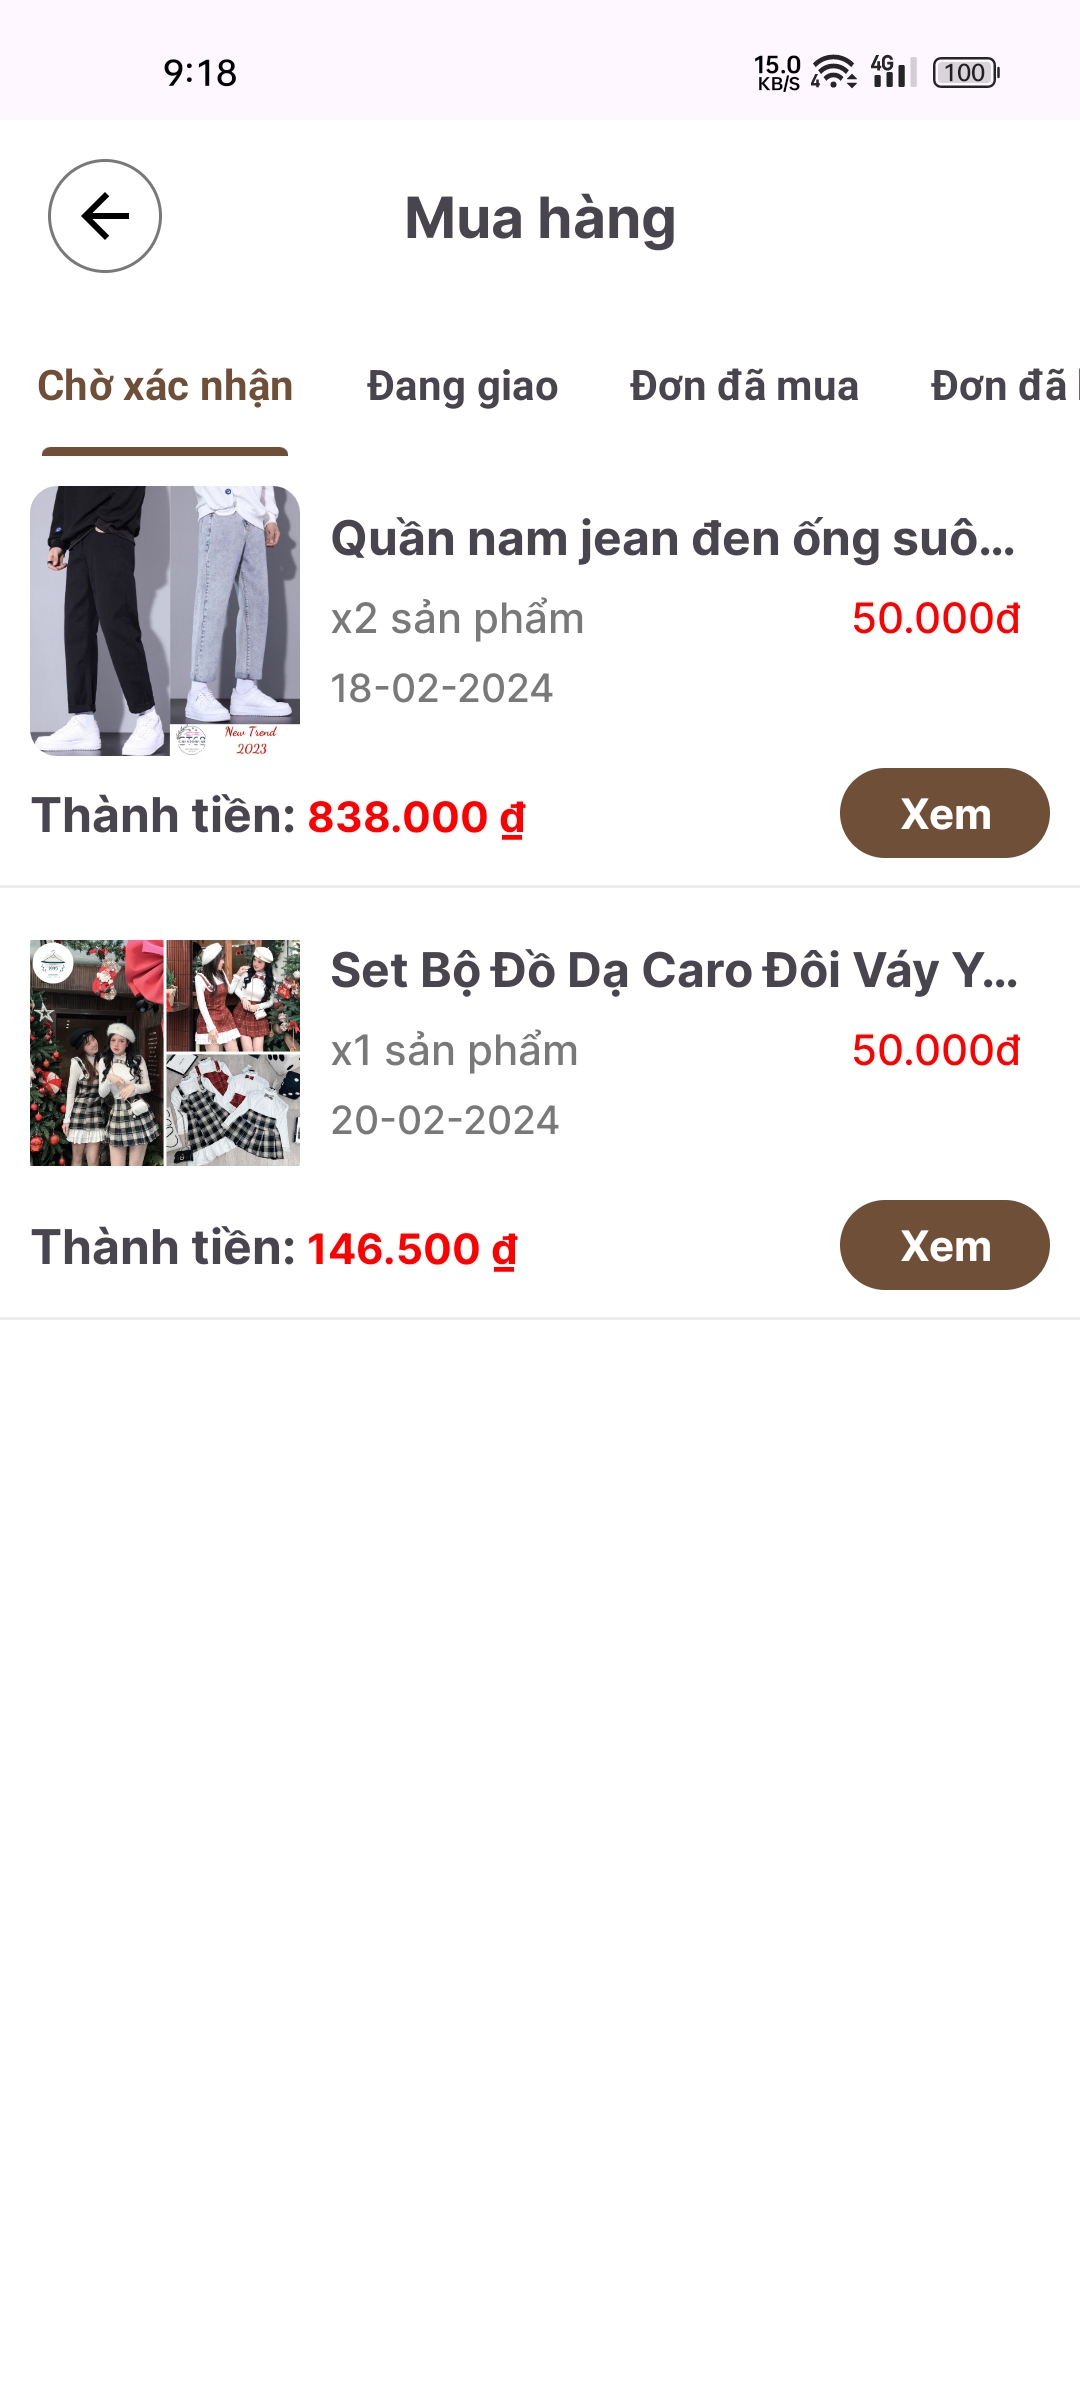 9:18
15.0 KB/S 4G 100
Mua hàng
Chờ xác nhận Đang giao Đơn đã mua Đơn đã
Quần nam jean đen ống suô...
x2 sản phẩm 50.000đ
18-02-2024
New Trend
2023
Thành tiền: 838.000 ₫
Xem
Set Bộ Đồ Dạ Caro Đôi Váy Y...
x1 sản phẩm 50.000đ
20-02-2024
Thành tiền: 146.500 ₫
Xem